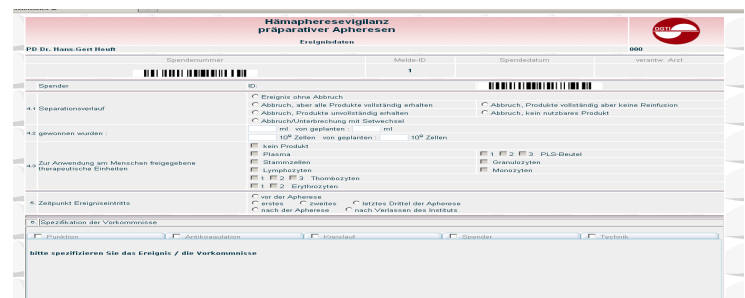 Hämapheresevigilanz
präparativer Apheresen
Ereignisdaten
DGTI
PD Dr. Hans-Gert Heuft
000
Spendenummer
Melde-ID
Spendedatum
verantw. Arzt
1
Spender
ID:
4.1 Separationsverlauf
Ereignis ohne Abbruch
Abbruch, aber alle Produkte vollständig erhalten
Abbruch, Produkte vollständig aber keine Reinfusion
Abbruch, Produkte unvollständig erhalten
Abbruch, kein nutzbares Produkt
Abbruch/Unterbrechung mit Setwechsel
4.2 gewonnen wurden :
ml von geplanten : ml
10⁹ Zellen von geplanten : 10⁹ Zellen
4.3 Zur Anwendung am Menschen freigegebene
therapeutische Einheiten
kein Produkt
Plasma
1 2 3 PLS-Beutel
Stammzellen
Granulozyten
Lymphozyten
Monozyten
1 2 3 Thombozyten
1 2 Erythrozyten
5. Zeitpunkt Ereigniseintritts
vor der Apherese
erstes zweites letztes Drittel der Apherese
nach der Apherese nach Verlassen des Instituts
6. Spezifikation der Vorkommnisse
Punktion
Antikoagulation
Kreislauf
Spender
Technik
bitte spezifizieren Sie das Ereignis / die Vorkommnisse